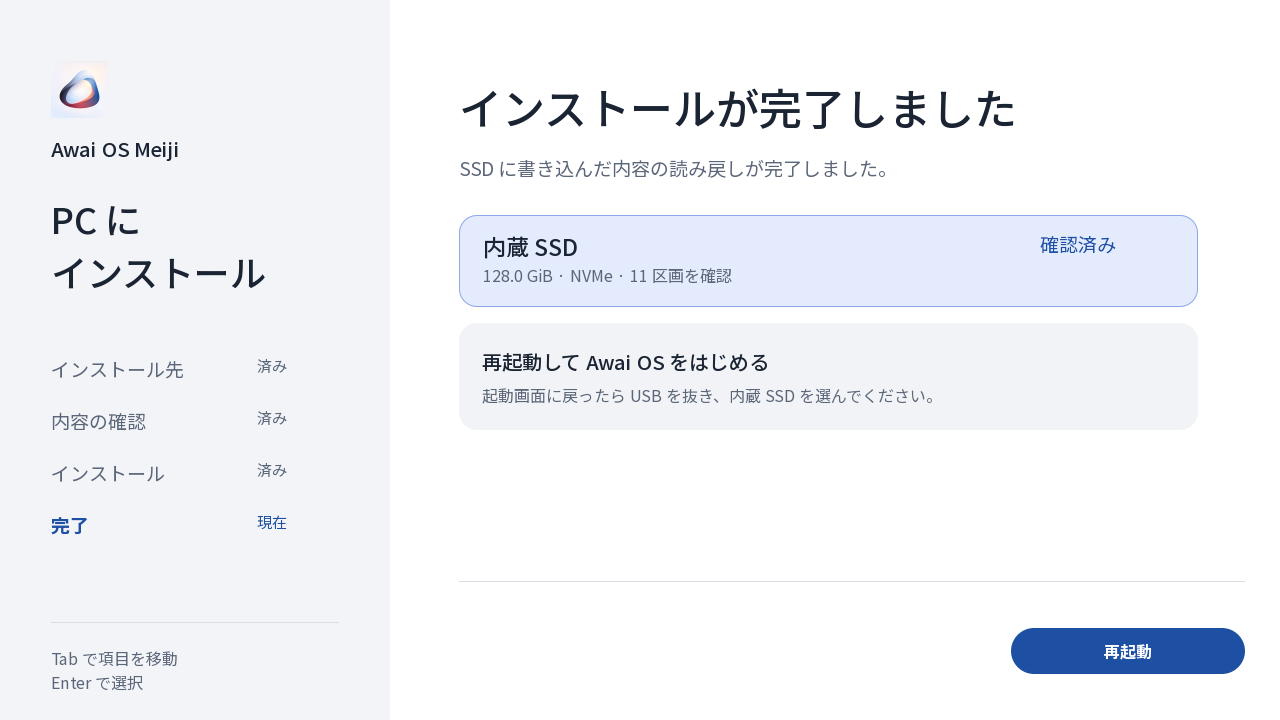 Awai OS Meiji
PC に
インストール
インストール先 済み
内容の確認 済み
インストール 済み
完了 現在
Tab で項目を移動
Enter で選択
インストールが完了しました
SSD に書き込んだ内容の読み戻しが完了しました。
内蔵 SSD 確認済み
128.0 GiB · NVMe · 11 区画を確認
再起動して Awai OS をはじめる
起動画面に戻ったら USB を抜き、内蔵 SSD を選んでください。
再起動